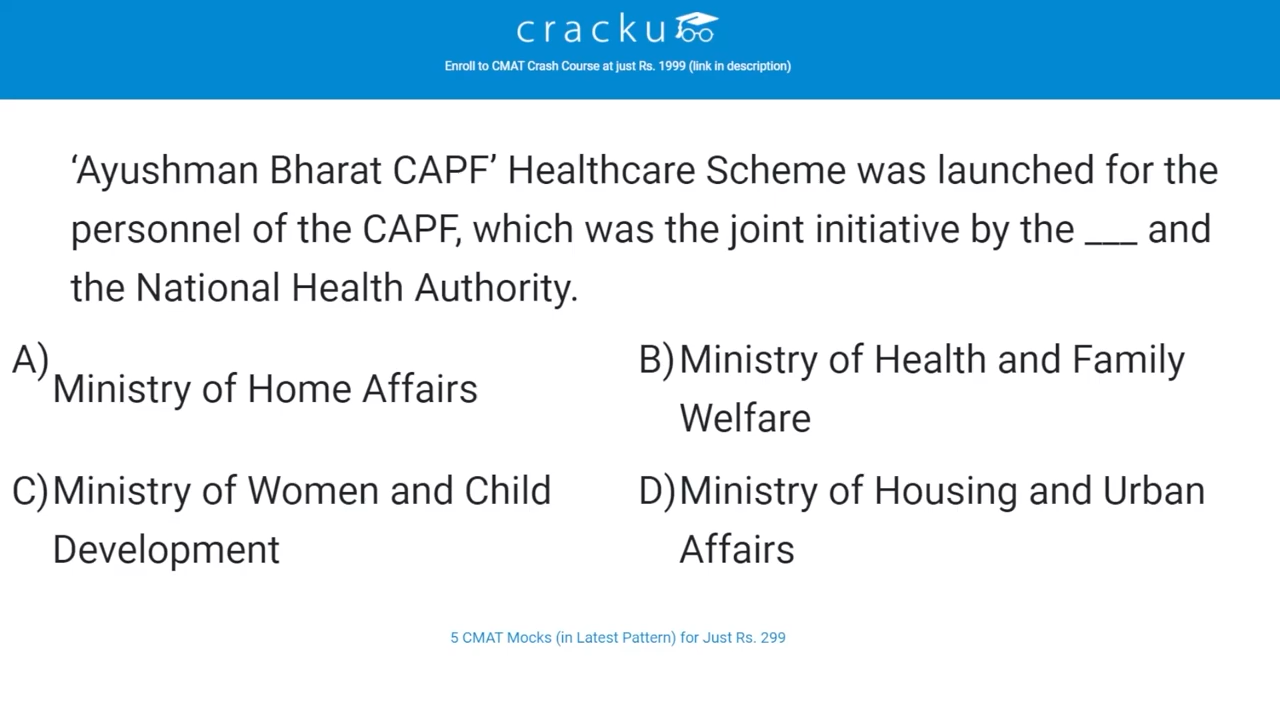 cracku
Enroll to CMAT Crash Course at just Rs. 1999 (link in description)
‘Ayushman Bharat CAPF’ Healthcare Scheme was launched for the
personnel of the CAPF, which was the joint initiative by the ___ and
the National Health Authority.
A)
Ministry of Home Affairs
B) Ministry of Health and Family
Welfare
C) Ministry of Women and Child
Development
D) Ministry of Housing and Urban
Affairs
5 CMAT Mocks (in Latest Pattern) for Just Rs. 299